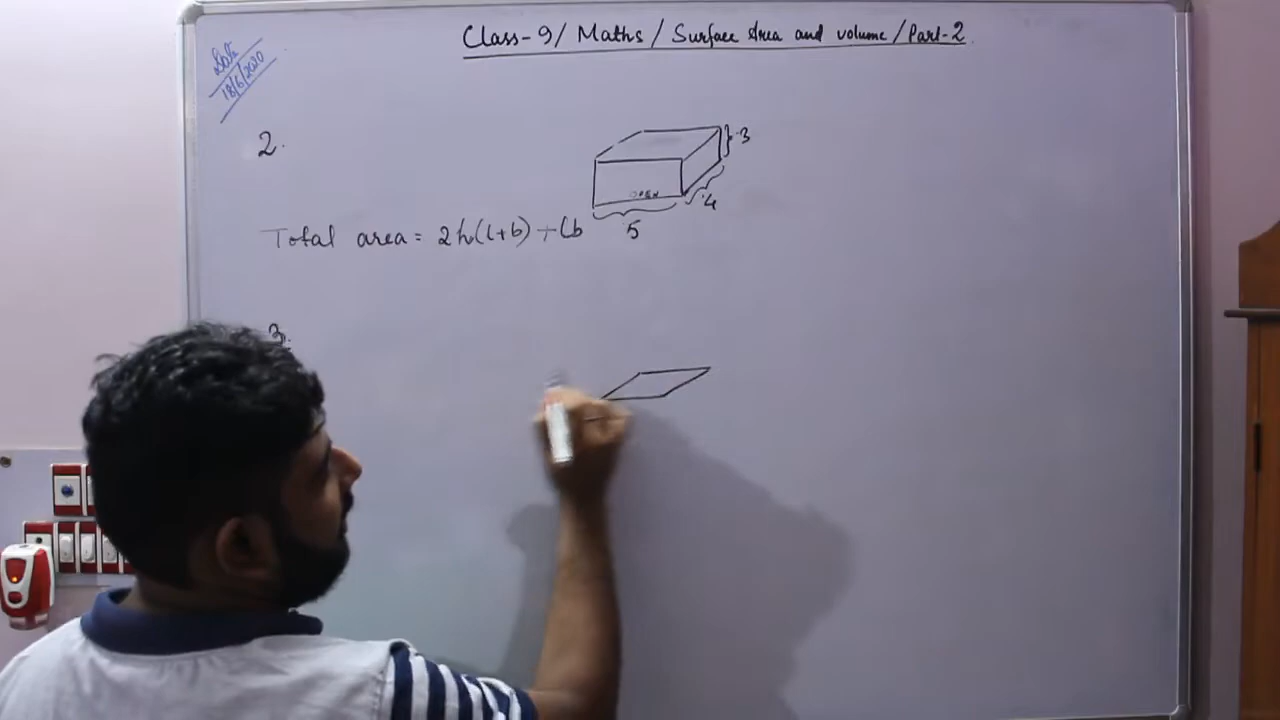 Class-9/ Maths / Surface Area and volume / Part-2
Date
18/6/2020
2.
3
4
5
OPEN
Total area = 2h(l+b) + lb
3.